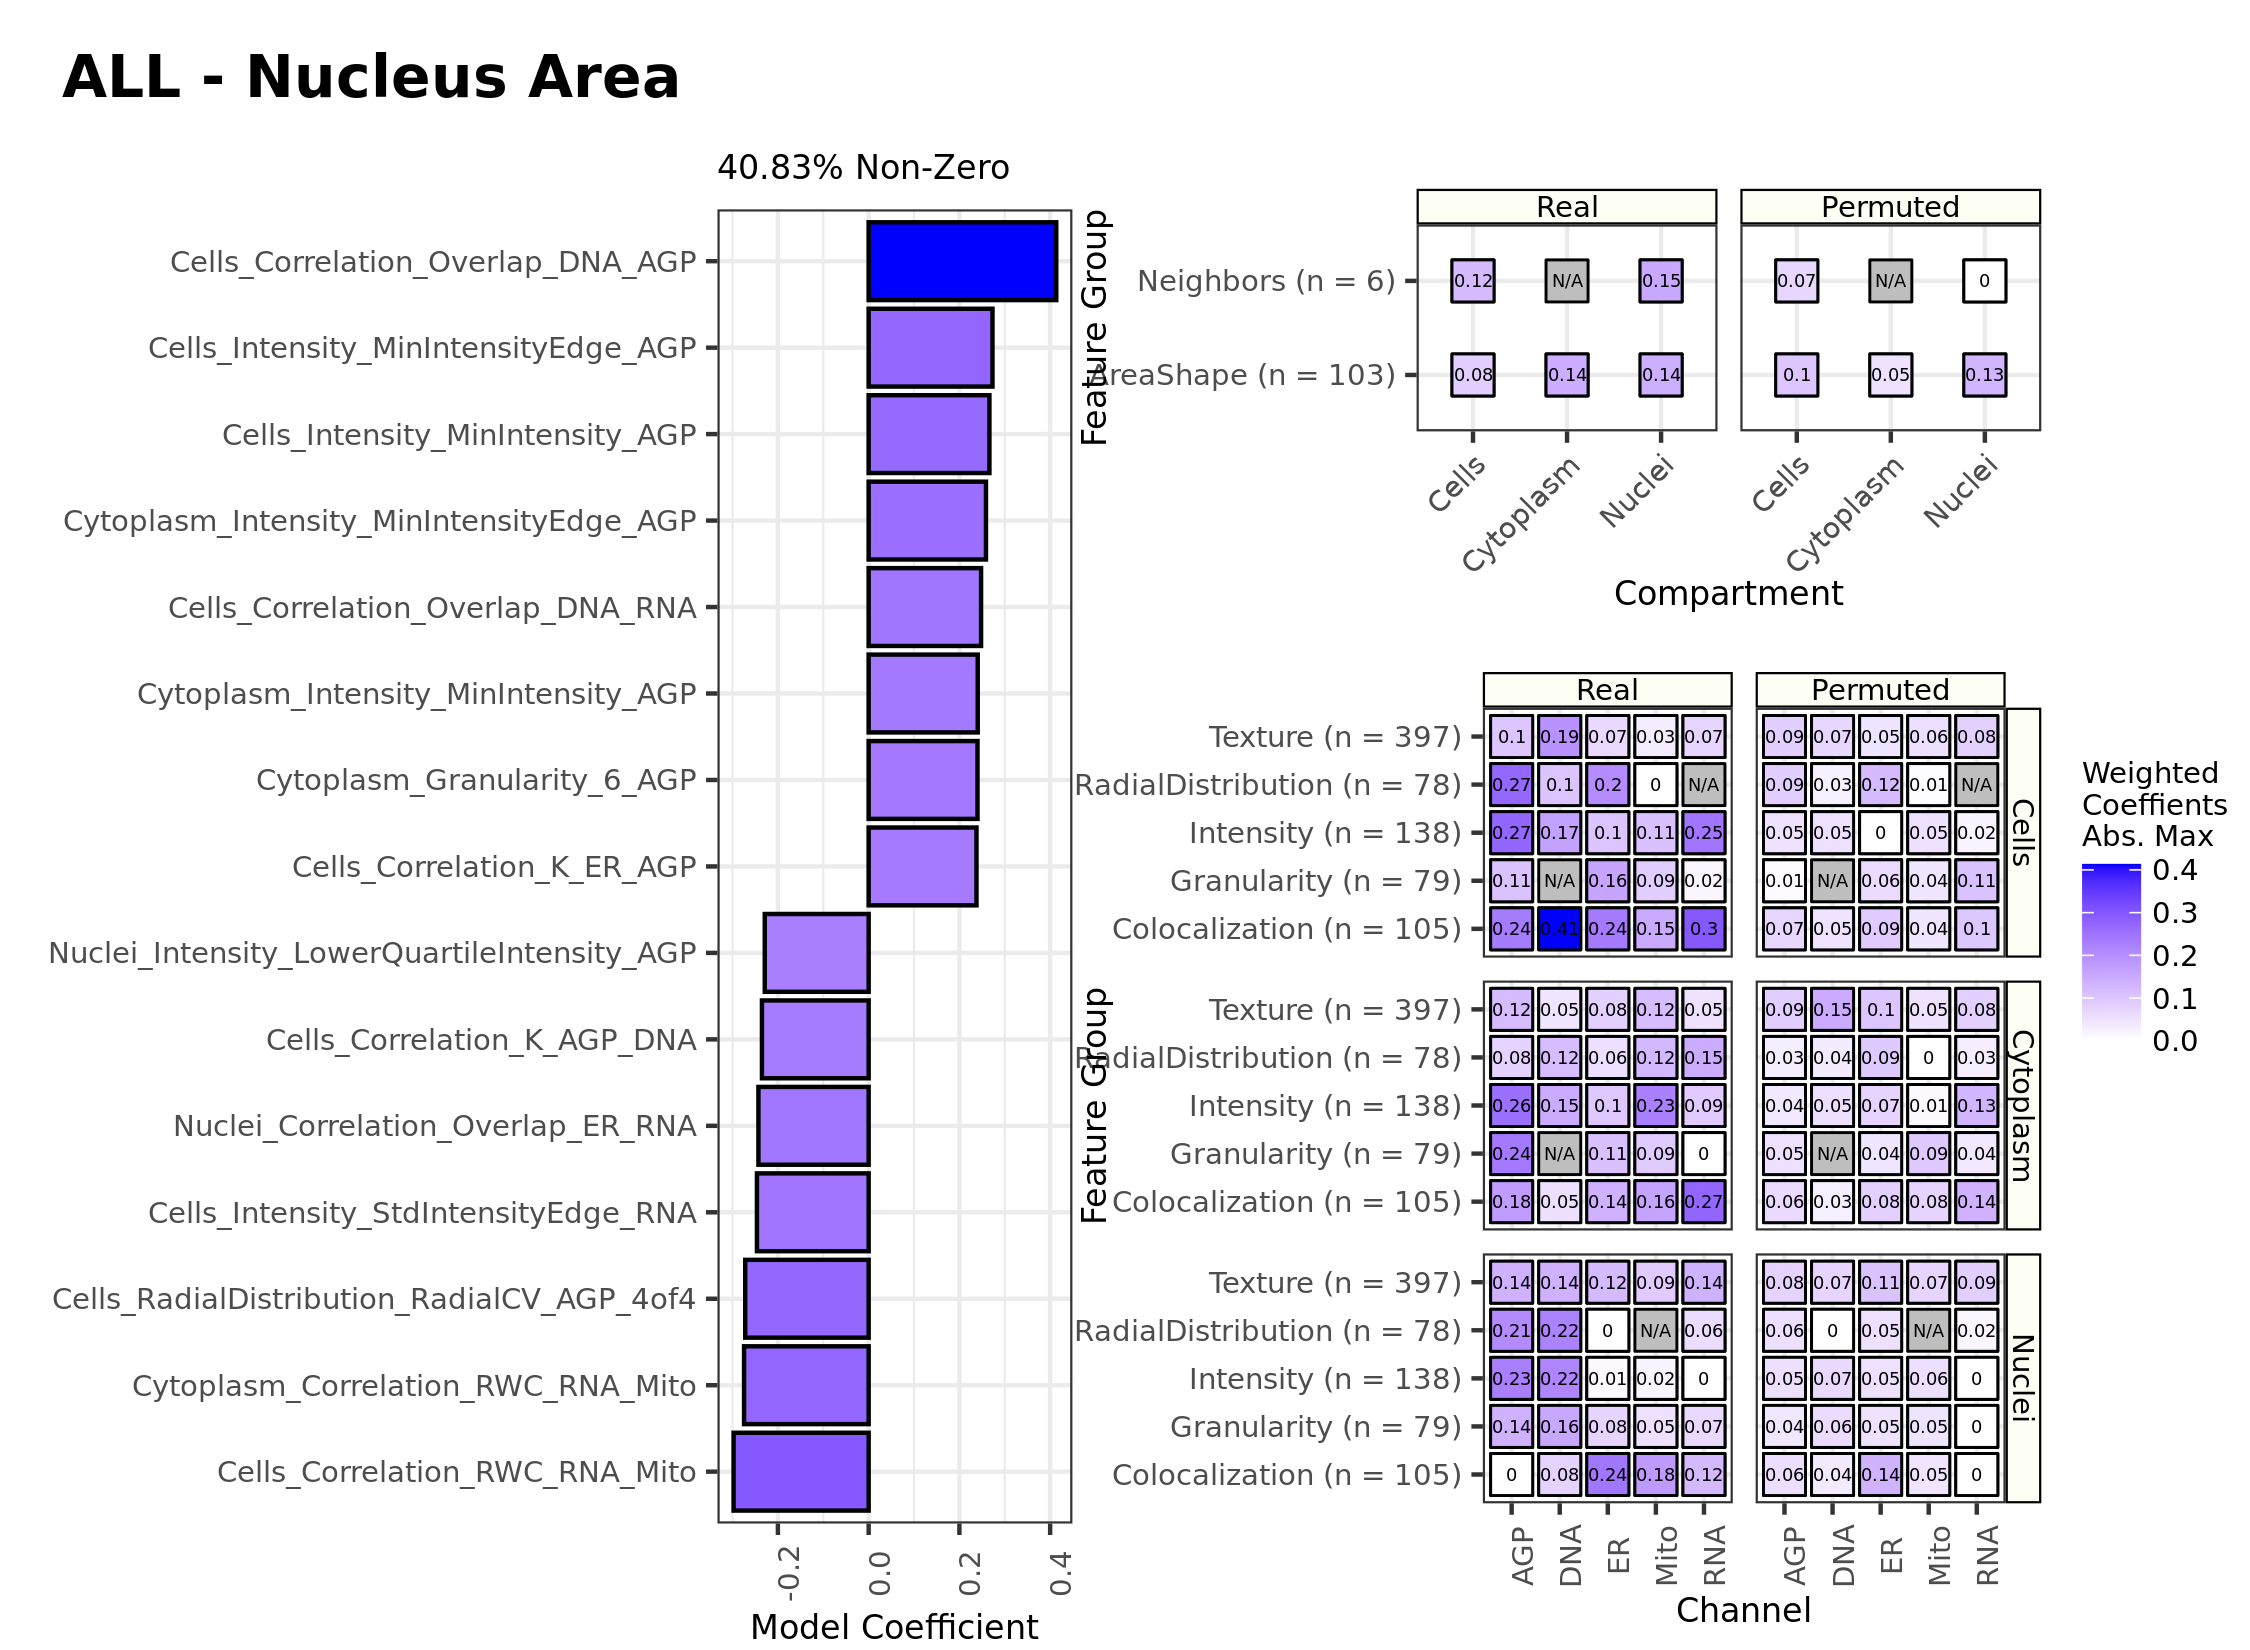 ALL - Nucleus Area
40.83% Non-Zero
Cells_Correlation_Overlap_DNA_AGP
Cells_Intensity_MinIntensityEdge_AGP
Cells_Intensity_MinIntensity_AGP
Cytoplasm_Intensity_MinIntensityEdge_AGP
Cells_Correlation_Overlap_DNA_RNA
Cytoplasm_Intensity_MinIntensity_AGP
Cytoplasm_Granularity_6_AGP
Cells_Correlation_K_ER_AGP
Nuclei_Intensity_LowerQuartileIntensity_AGP
Cells_Correlation_K_AGP_DNA
Nuclei_Correlation_Overlap_ER_RNA
Cells_Intensity_StdIntensityEdge_RNA
Cells_RadialDistribution_RadialCV_AGP_4of4
Cytoplasm_Correlation_RWC_RNA_Mito
Cells_Correlation_RWC_RNA_Mito
-0.2 0.0 0.2 0.4
Model Coefficient
Feature Group
Real Permuted
Neighbors (n = 6) 0.12 N/A 0.15 0.07 N/A 0
AreaShape (n = 103) 0.08 0.14 0.14 0.1 0.05 0.13
Cells Cytoplasm Nuclei Cells Cytoplasm Nuclei
Compartment
Feature Group
Real Permuted
Texture (n = 397) 0.1 0.19 0.07 0.03 0.07 0.09 0.07 0.05 0.06 0.08
RadialDistribution (n = 78) 0.27 0.1 0.2 0 N/A 0.09 0.03 0.12 0.01 N/A
Intensity (n = 138) 0.27 0.17 0.1 0.11 0.25 0.05 0.05 0 0.05 0.02
Granularity (n = 79) 0.11 N/A 0.16 0.09 0.02 0.01 N/A 0.06 0.04 0.11
Colocalization (n = 105) 0.24 0.41 0.24 0.15 0.3 0.07 0.05 0.09 0.04 0.1
Cells
Texture (n = 397) 0.12 0.05 0.08 0.12 0.05 0.09 0.15 0.1 0.05 0.08
RadialDistribution (n = 78) 0.08 0.12 0.06 0.12 0.15 0.03 0.04 0.09 0 0.03
Intensity (n = 138) 0.26 0.15 0.1 0.23 0.09 0.04 0.05 0.07 0.01 0.13
Granularity (n = 79) 0.24 N/A 0.11 0.09 0 0.05 N/A 0.04 0.09 0.04
Colocalization (n = 105) 0.18 0.05 0.14 0.16 0.27 0.06 0.03 0.08 0.08 0.14
Cytoplasm
Texture (n = 397) 0.14 0.14 0.12 0.09 0.14 0.08 0.07 0.11 0.07 0.09
RadialDistribution (n = 78) 0.21 0.22 0 N/A 0.06 0.06 0 0.05 N/A 0.02
Intensity (n = 138) 0.23 0.22 0.01 0.02 0 0.05 0.07 0.05 0.06 0
Granularity (n = 79) 0.14 0.16 0.08 0.05 0.07 0.04 0.06 0.05 0.05 0
Colocalization (n = 105) 0 0.08 0.24 0.18 0.12 0.06 0.04 0.14 0.05 0
Nuclei
AGP DNA ER Mito RNA AGP DNA ER Mito RNA
Channel
Weighted
Coeffients
Abs. Max
0.4
0.3
0.2
0.1
0.0